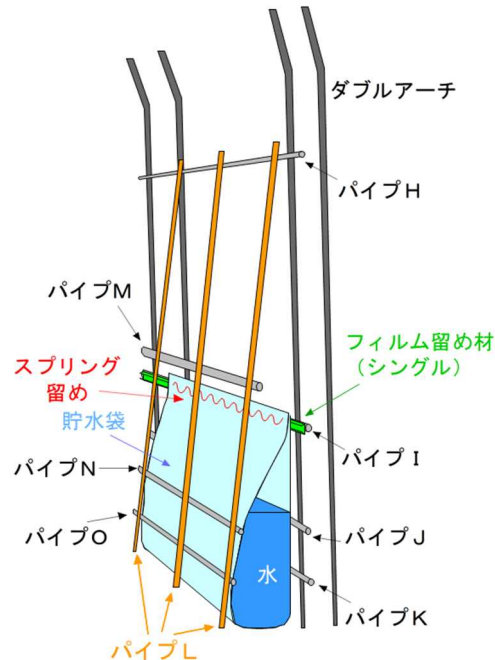 ダブルアーチ
パイプH
パイプM
フィルム留め材
（シングル）
スプリング
留め
貯水袋
パイプI
パイプN
パイプO
パイプJ
水
パイプK
パイプL